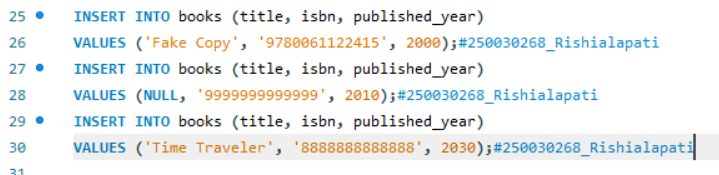 25 INSERT INTO books (title, isbn, published_year)
26 VALUES ('Fake Copy', '9780061122415', 2000);#250030268_Rishialapati
27 INSERT INTO books (title, isbn, published_year)
28 VALUES (NULL, '9999999999999', 2010);#250030268_Rishialapati
29 INSERT INTO books (title, isbn, published_year)
30 VALUES ('Time Traveler', '8888888888888', 2030);#250030268_Rishialapati
31